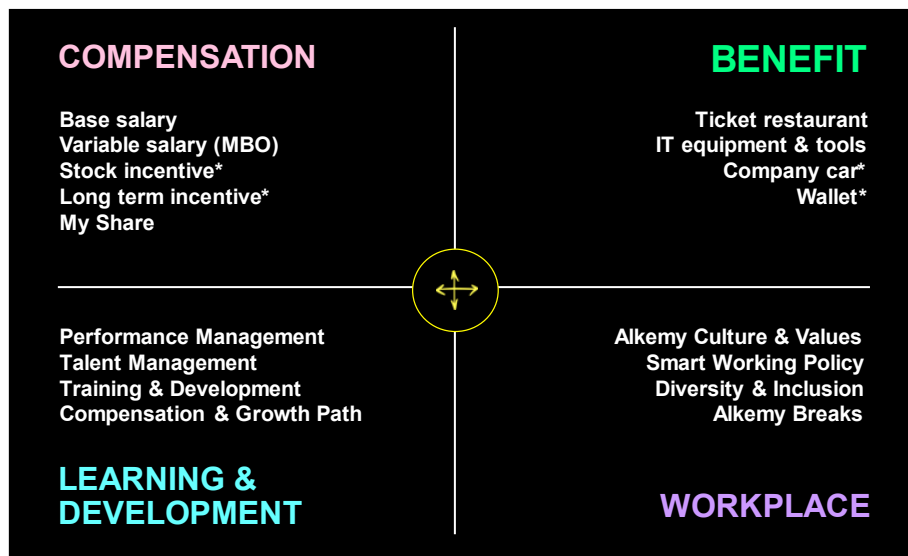 COMPENSATION
Base salary
Variable salary (MBO)
Stock incentive*
Long term incentive*
My Share
BENEFIT
Ticket restaurant
IT equipment & tools
Company car*
Wallet*
Performance Management
Talent Management
Training & Development
Compensation & Growth Path
LEARNING &
DEVELOPMENT
Alkemy Culture & Values
Smart Working Policy
Diversity & Inclusion
Alkemy Breaks
WORKPLACE